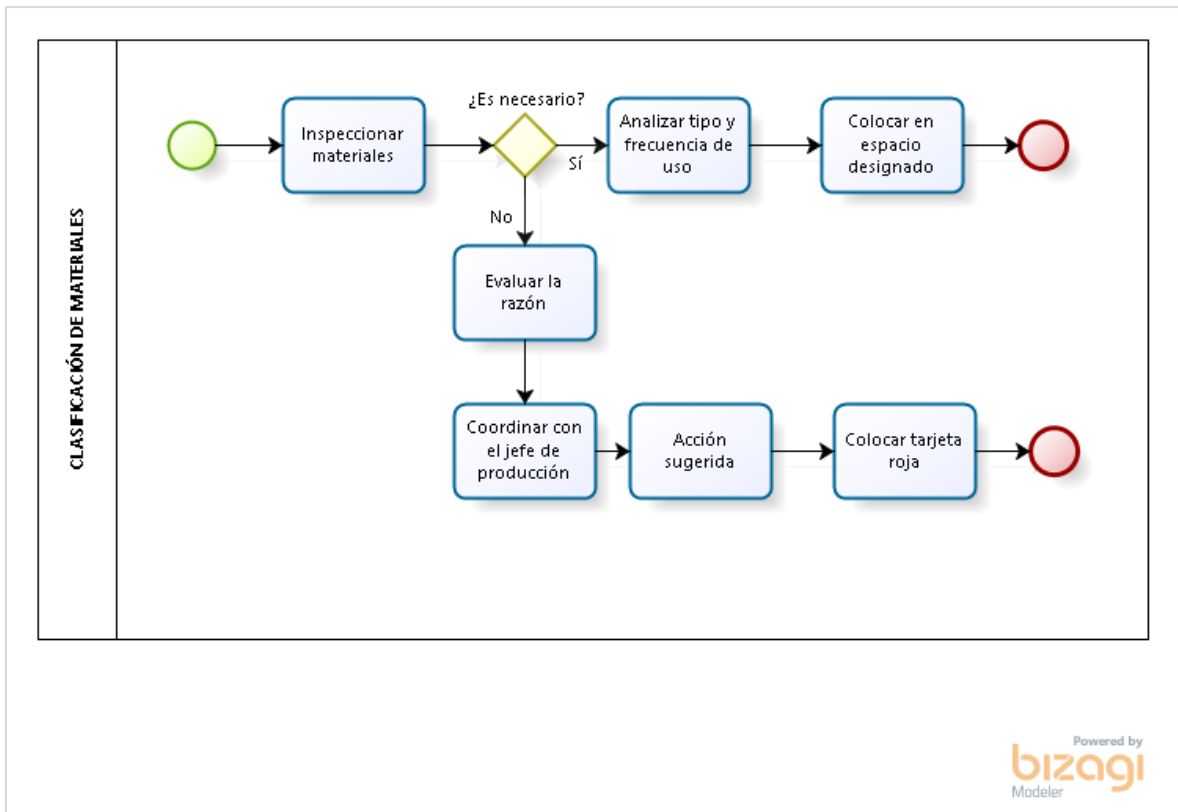 CLASIFICACIÓN DE MATERIALES
Inspeccionar
materiales
¿Es necesario?
Sí
No
Analizar tipo y
frecuencia de
uso
Colocar en
espacio
designado
Evaluar la
razón
Coordinar con
el jefe de
producción
Acción
sugerida
Colocar tarjeta
roja
Powered by
bizagi
Modeler